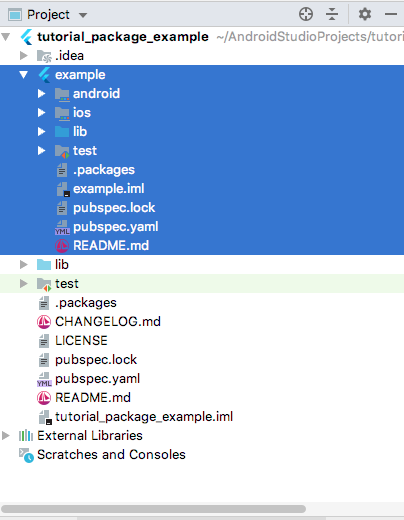 Project
tutorial_package_example ~/AndroidStudioProjects/tutori
.idea
example
android
ios
lib
test
.packages
example.iml
pubspec.lock
YML pubspec.yaml
README.md
lib
test
.packages
CHANGELOG.md
LICENSE
pubspec.lock
YML pubspec.yaml
README.md
tutorial_package_example.iml
External Libraries
Scratches and Consoles